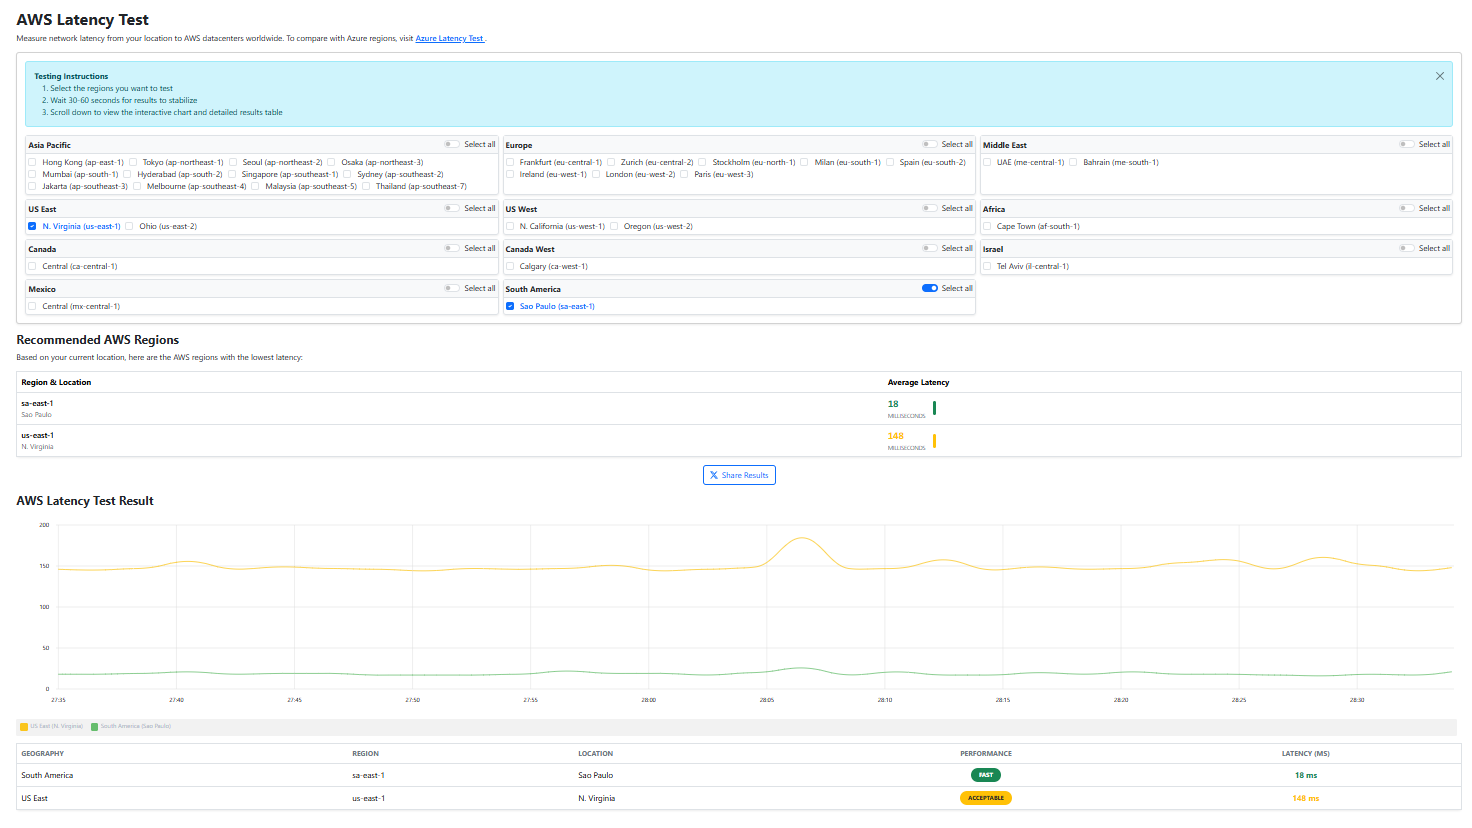 AWS Latency Test
Measure network latency from your location to AWS datacenters worldwide. To compare with Azure regions, visit Azure Latency Test .
Testing Instructions
1. Select the regions you want to test
2. Wait 30-60 seconds for results to stabilize
3. Scroll down to view the interactive chart and detailed results table
Asia Pacific Select all
Hong Kong (ap-east-1) Tokyo (ap-northeast-1) Seoul (ap-northeast-2) Osaka (ap-northeast-3)
Mumbai (ap-south-1) Hyderabad (ap-south-2) Singapore (ap-southeast-1) Sydney (ap-southeast-2)
Jakarta (ap-southeast-3) Melbourne (ap-southeast-4) Malaysia (ap-southeast-5) Thailand (ap-southeast-7)
Europe Select all
Frankfurt (eu-central-1) Zurich (eu-central-2) Stockholm (eu-north-1) Milan (eu-south-1) Spain (eu-south-2)
Ireland (eu-west-1) London (eu-west-2) Paris (eu-west-3)
Middle East Select all
UAE (me-central-1) Bahrain (me-south-1)
US East Select all
N. Virginia (us-east-1) Ohio (us-east-2)
US West Select all
N. California (us-west-1) Oregon (us-west-2)
Africa Select all
Cape Town (af-south-1)
Canada Select all
Central (ca-central-1)
Canada West Select all
Calgary (ca-west-1)
Israel Select all
Tel Aviv (il-central-1)
Mexico Select all
Central (mx-central-1)
South America Select all
Sao Paulo (sa-east-1)
Recommended AWS Regions
Based on your current location, here are the AWS regions with the lowest latency:
Region & Location Average Latency
sa-east-1 18
Sao Paulo MILLISECONDS
us-east-1 148
N. Virginia MILLISECONDS
Share Results
AWS Latency Test Result
200
150
100
50
0
27:35 27:40 27:45 27:50 27:55 28:00 28:05 28:10 28:15 28:20 28:25 28:30
US East (N. Virginia) South America (Sao Paulo)
GEOGRAPHY REGION LOCATION PERFORMANCE LATENCY (MS)
South America sa-east-1 Sao Paulo FAST 18 ms
US East us-east-1 N. Virginia ACCEPTABLE 148 ms